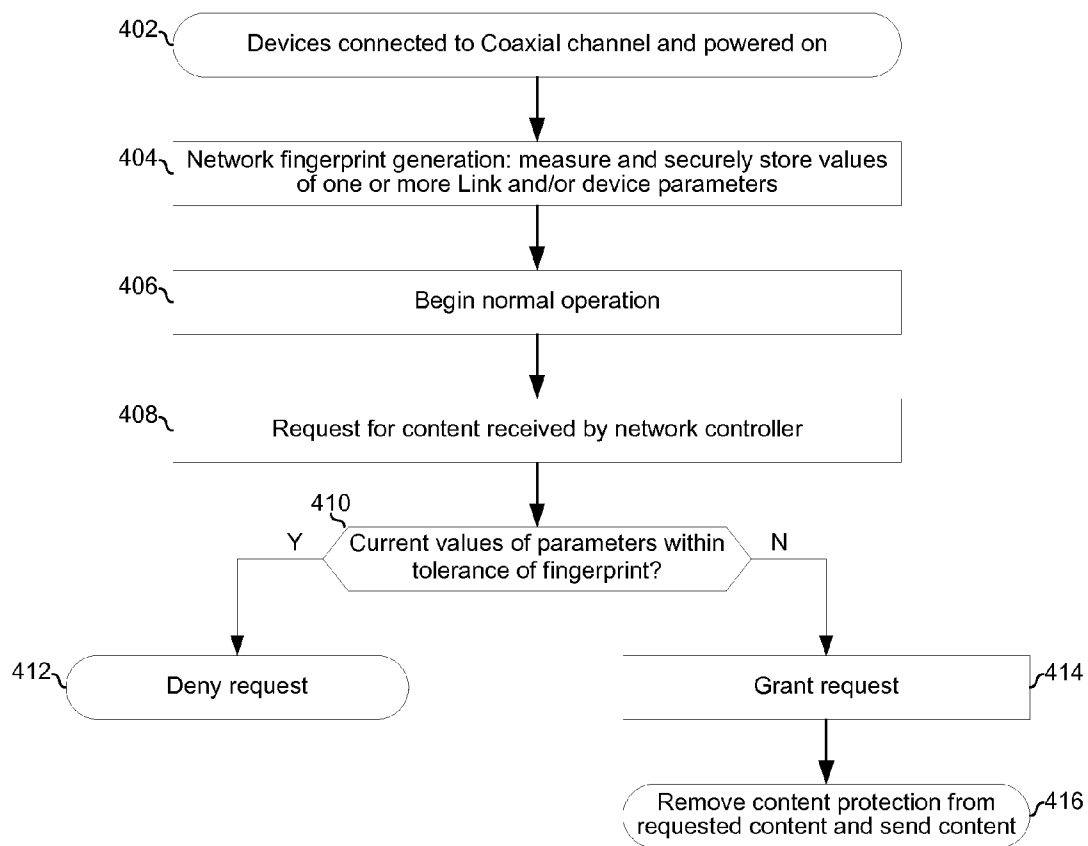 402
Devices connected to Coaxial channel and powered on
404
Network fingerprint generation: measure and securely store values
of one or more Link and/or device parameters
406
Begin normal operation
408
Request for content received by network controller
410
Y
Current values of parameters within
tolerance of fingerprint?
N
412
Deny request
Grant request
414
Remove content protection from
requested content and send content
416